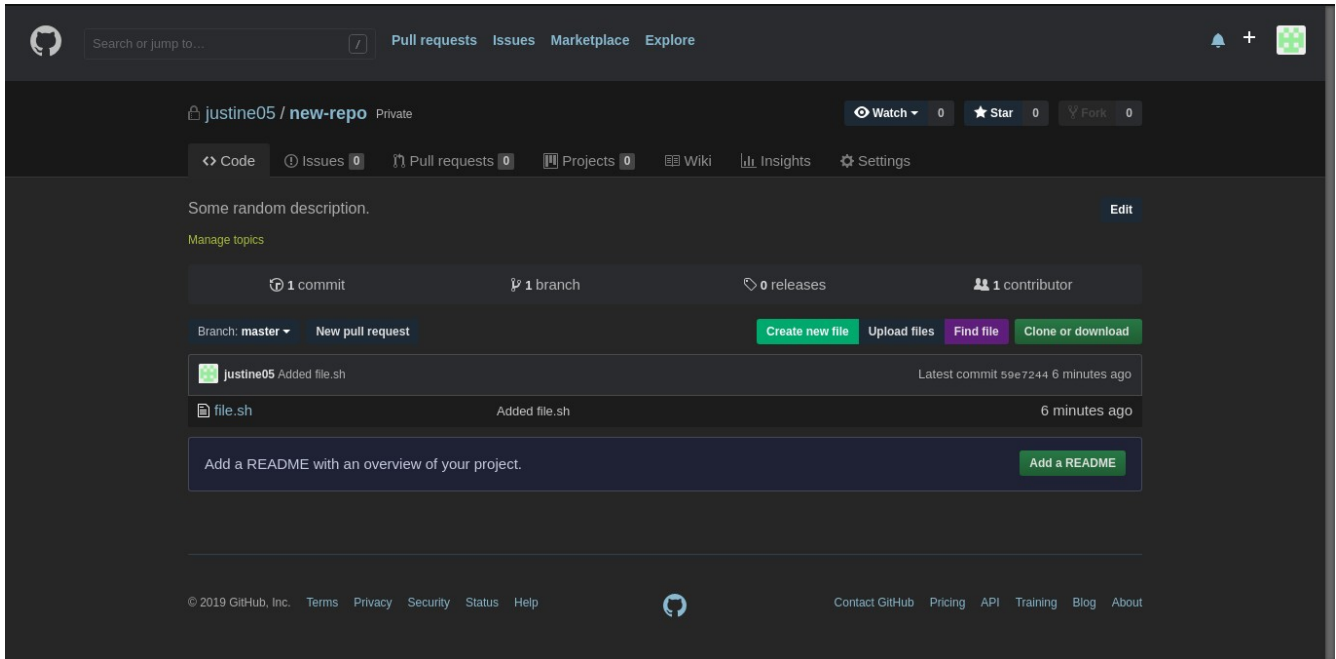 Search or jump to... / Pull requests Issues Marketplace Explore +
justine05 / new-repo Private Watch 0 Star 0 Fork 0
<> Code Issues 0 Pull requests 0 Projects 0 Wiki Insights Settings
Some random description. Edit
Manage topics
1 commit 1 branch 0 releases 1 contributor
Branch: master New pull request Create new file Upload files Find file Clone or download
justine05 Added file.sh Latest commit 59e7244 6 minutes ago
file.sh Added file.sh 6 minutes ago
Add a README with an overview of your project. Add a README
© 2019 GitHub, Inc. Terms Privacy Security Status Help Contact GitHub Pricing API Training Blog About